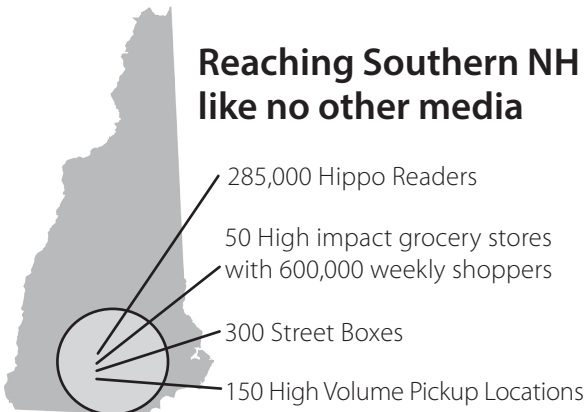 Reaching Southern NH
like no other media
285,000 Hippo Readers
50 High impact grocery stores
with 600,000 weekly shoppers
300 Street Boxes
150 High Volume Pickup Locations